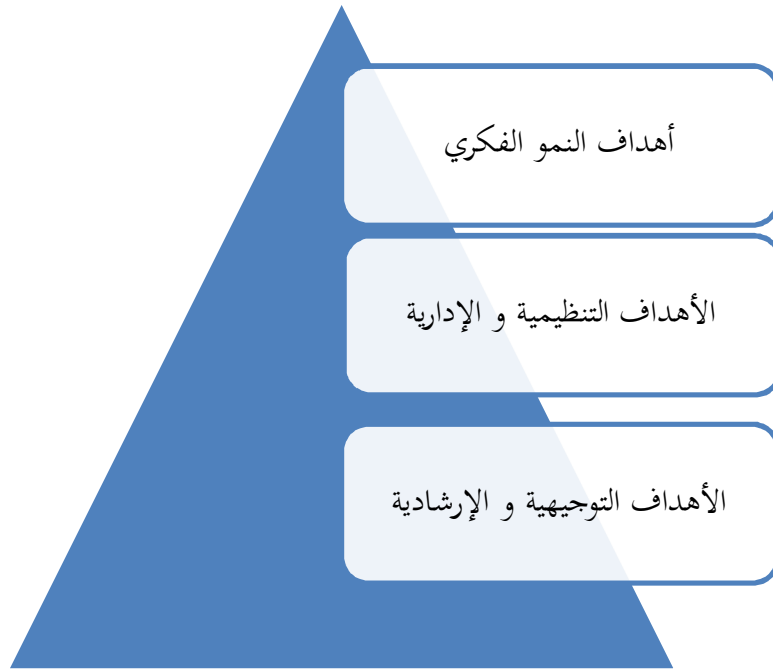 أهداف النمو الفكري
الأهداف التنظيمية و الإدارية
الأهداف التوجيهية و الإرشادية